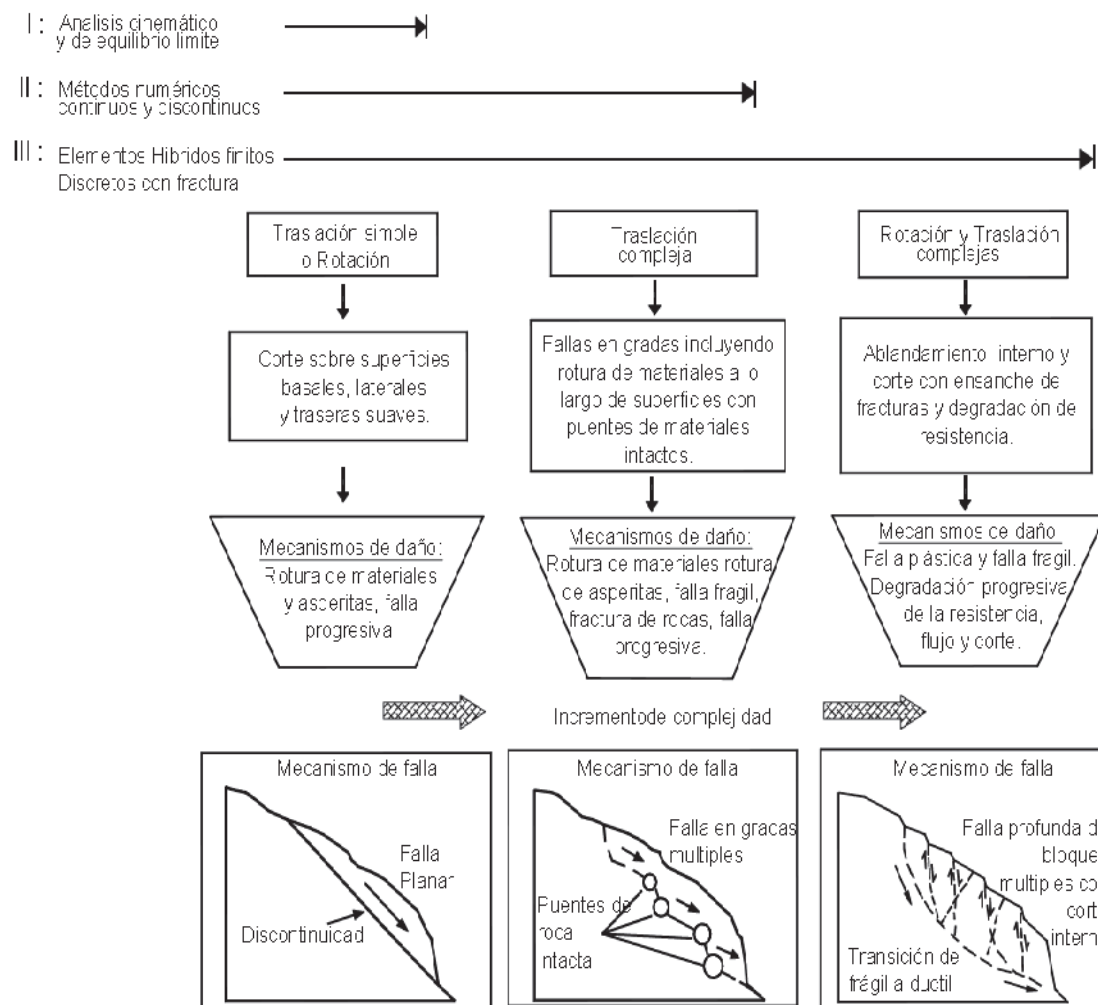 I : Analisis cinemático
y de equilibrio limite
II : Métodos numéricos
continuos y discontinuos
III : Elementos Hibridos finitos
Discretos con fractura
Traslación simple
o Rotación
Traslación
compleja
Rotación y Traslación
complejas
Corte sobre superficies
basales, laterales
y traseras suaves.
Fallas en gradas incluyendo
rotura de materiales a lo
largo de superficies con
puentes de materiales
intactos.
Ablandamiento interno y
corte con ensanche de
fracturas y degradación de
resistencia.
Mecanismos de daño:
Rotura de materiales
y asperitas, falla
progresiva
Mecanismos de daño:
Rotura de materiales rotura
de asperitas, falla fragil,
fractura de rocas, falla
progresiva.
Mecanismos de daño
Falla plástica y falla fragil.
Degradación progresiva
de la resistencia,
flujo y corte.
Incremento de complejidad
Mecanismo de falla
Falla
Planar
Discontinuidad
Mecanismo de falla
Falla en gradas
multiples
Puentes de
roca
intacta
Mecanismo de falla
Falla profunda d
bloque
multiples co
cort
intern
Transición de
frágil a ductil